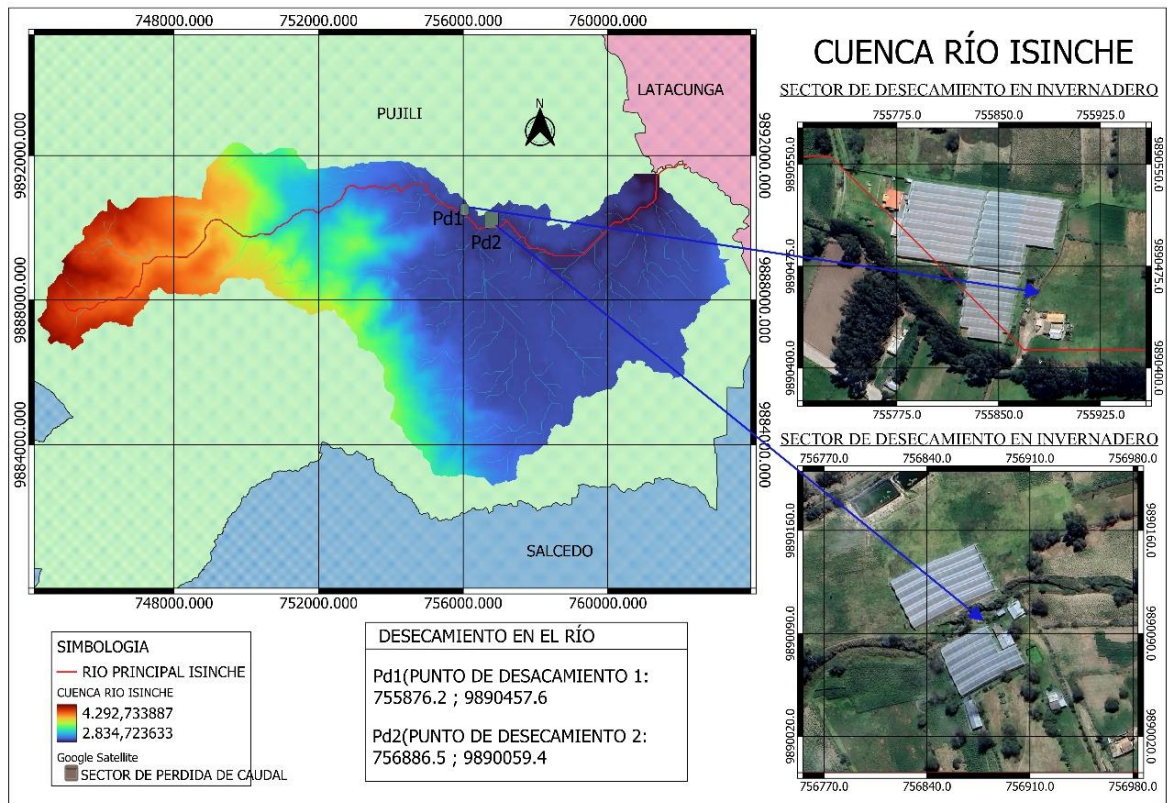 748000.000 752000.000 756000.000 760000.000
9892000.000
9888000.000
9884000.000
9892000.000
9888000.000
9884000.000
LATACUNGA
PUJILI
N
Pd1
Pd2
SALCEDO
748000.000 752000.000 756000.000 760000.000
CUENCA RÍO ISINCHE
SECTOR DE DESECAMIENTO EN INVERNADERO
755775.0 755850.0 755925.0
9890550.0
9890475.0
9890400.0
9890550.0
9890475.0
9890400.0
755775.0 755850.0 755925.0
SECTOR DE DESECAMIENTO EN INVERNADERO
756770.0 756840.0 756910.0 756980.0
9890160.0
9890090.0
9890020.0
9890160.0
9890090.0
9890020.0
756770.0 756840.0 756910.0 756980.0
SIMBOLOGIA
RIO PRINCIPAL ISINCHE
CUENCA RIO ISINCHE
4.292,733887
2.834,723633
Google Satellite
SECTOR DE PERDIDA DE CAUDAL
DESECAMIENTO EN EL RÍO
Pd1(PUNTO DE DESACAMIENTO 1:
755876.2 ; 9890457.6
Pd2(PUNTO DE DESECAMIENTO 2:
756886.5 ; 9890059.4